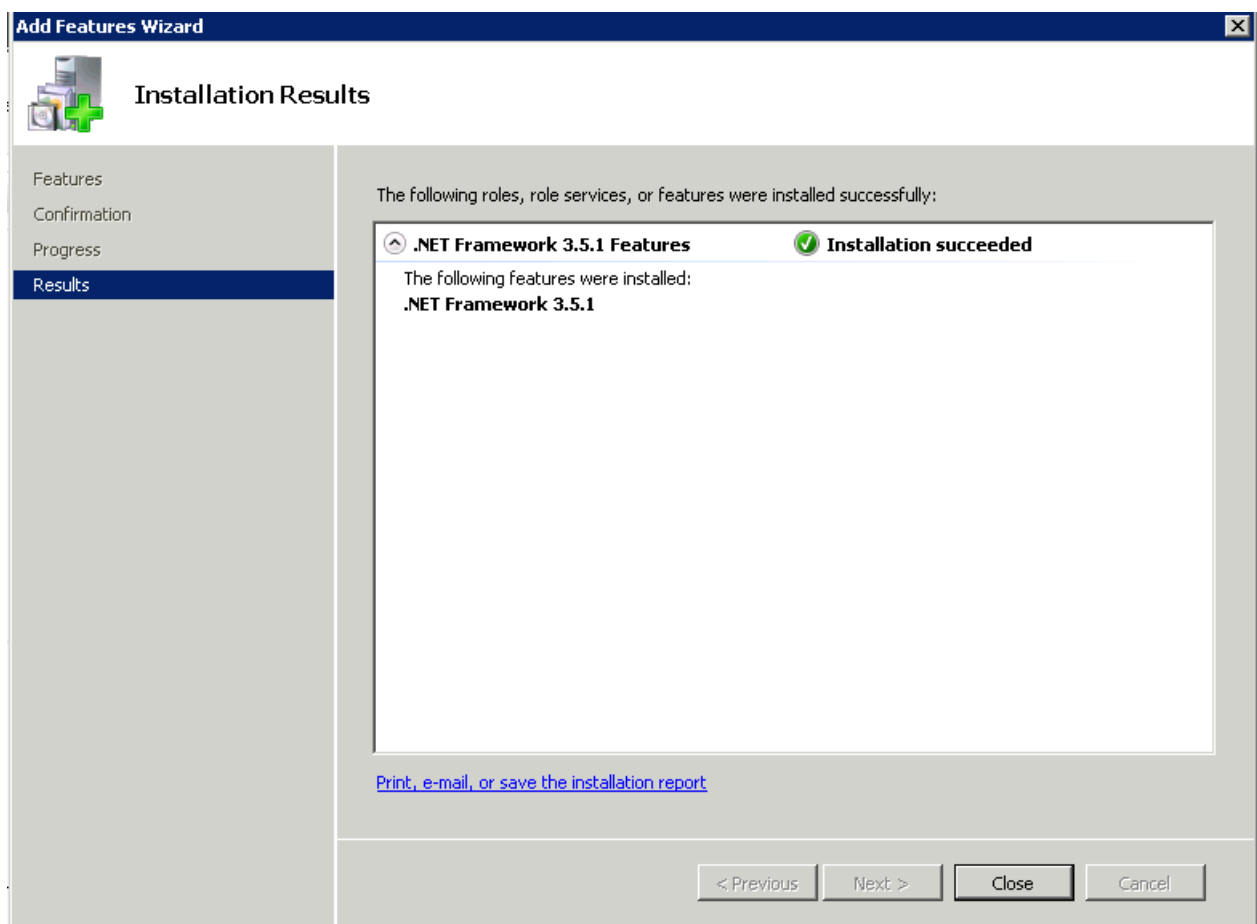 Add Features Wizard
Installation Results
Features
Confirmation
Progress
Results
The following roles, role services, or features were installed successfully:
.NET Framework 3.5.1 Features Installation succeeded
The following features were installed:
.NET Framework 3.5.1
Print, e-mail, or save the installation report
< Previous Next > Close Cancel